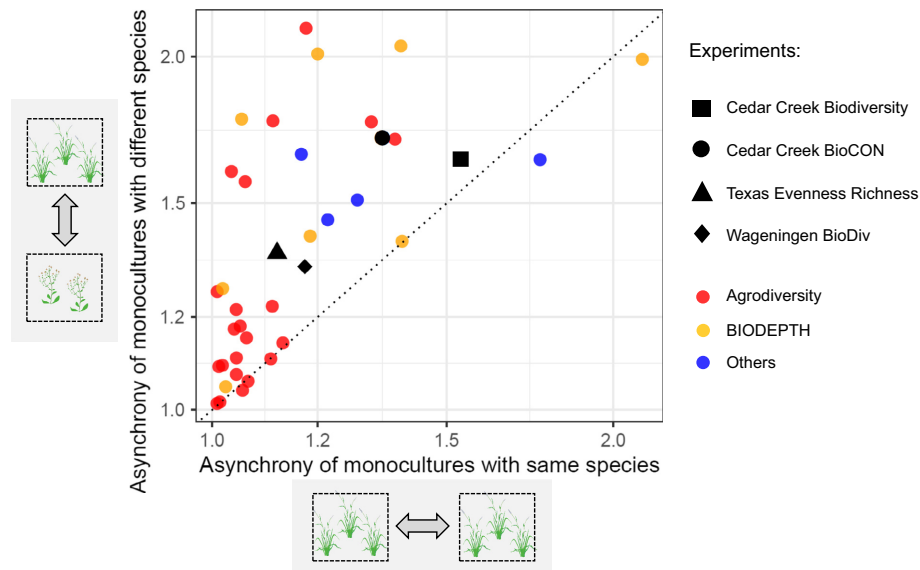 Asynchrony of monocultures with different species
2.0
1.5
1.2
1.0
1.0
1.2
1.5
2.0
Asynchrony of monocultures with same species
Experiments:
Cedar Creek Biodiversity
Cedar Creek BioCON
Texas Evenness Richness
Wageningen BioDiv
Agrodiversity
BIODEPTH
Others